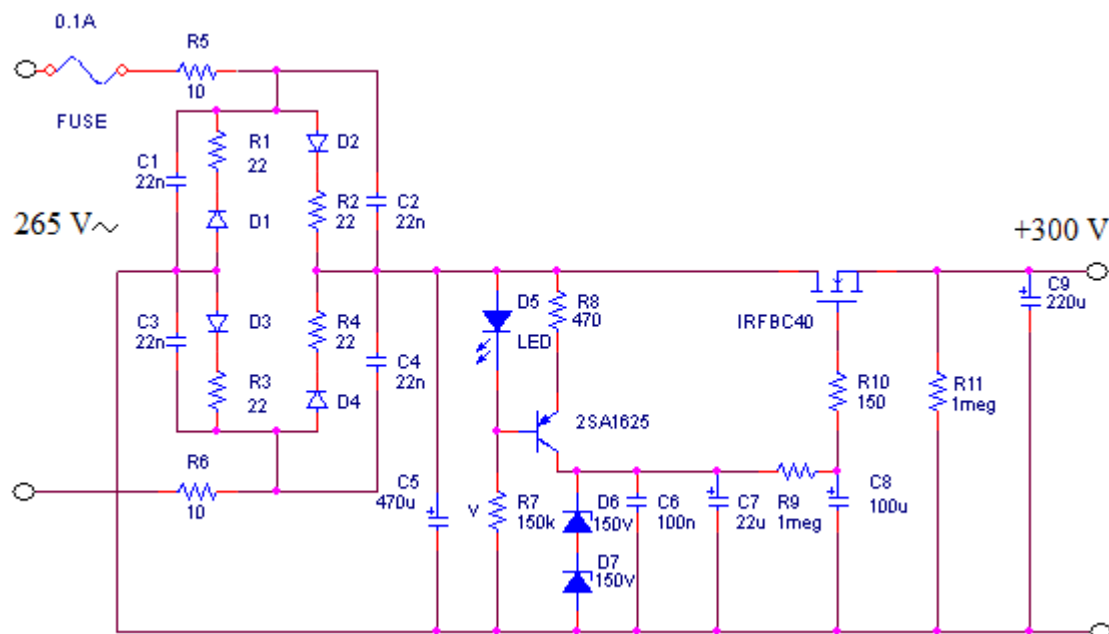 0.1A
FUSE
R5
10
R1
22
D2
C1
22n
R2
22
C2
22n
D1
265 V~
+300 V
D3
C3
22n
R4
22
C4
22n
R3
22
D4
R6
10
C5
470u
D5
LED
R8
470
IRFBC40
C9
220u
R10
150
R11
1meg
2SA1625
V
R7
150k
D6
150V
D7
150V
C6
100n
C7
22u
R9
1meg
C8
100u